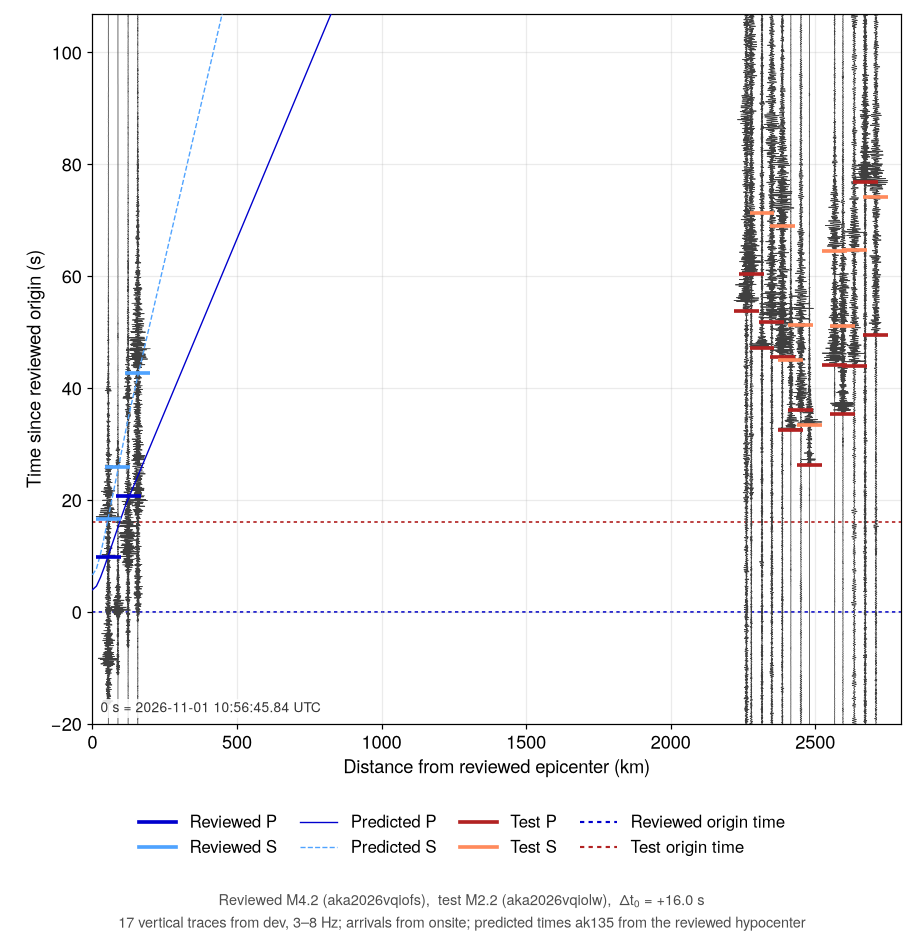 100
80
60
40
20
0
−20
Time since reviewed origin (s)
0 s = 2026-11-01 10:56:45.84 UTC
0 500 1000 1500 2000 2500
Distance from reviewed epicenter (km)
Reviewed P Predicted P Test P Reviewed origin time
Reviewed S Predicted S Test S Test origin time
Reviewed M4.2 (aka2026vqiofs), test M2.2 (aka2026vqiolw), Δt₀ = +16.0 s
17 vertical traces from dev, 3–8 Hz; arrivals from onsite; predicted times ak135 from the reviewed hypocenter